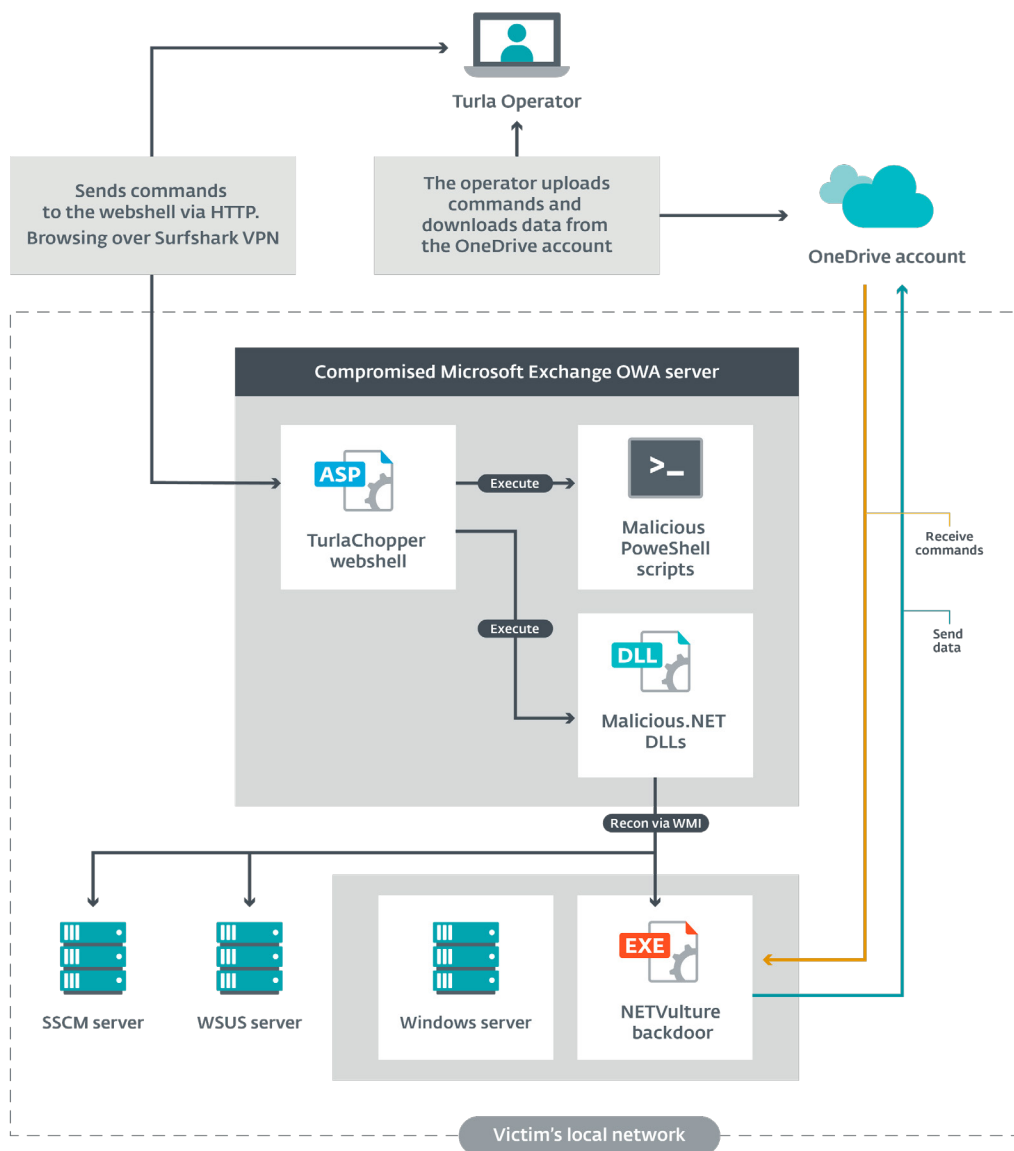 Turla Operator
Sends commands
to the webshell via HTTP.
Browsing over Surfshark VPN
The operator uploads
commands and
downloads data from
the OneDrive account
OneDrive account
Compromised Microsoft Exchange OWA server
ASP
TurlaChopper
webshell
Execute
>_
Malicious
PoweShell
scripts
Execute
DLL
Malicious.NET
DLLs
Receive
commands
Send
data
Recon via WMI
SSCM server
WSUS server
Windows server
EXE
NETVulture
backdoor
Victim's local network